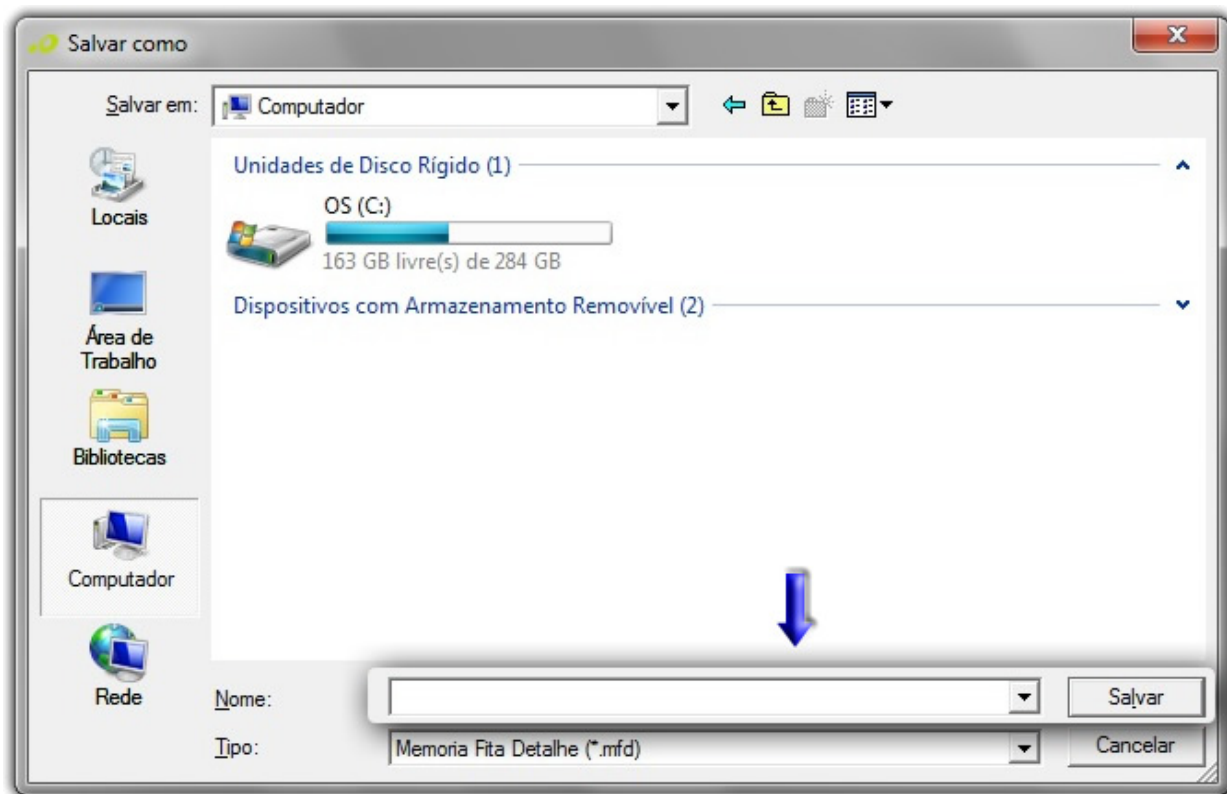 Salvar como
x
Salvar em:
Computador
Locais
Área de
Trabalho
Bibliotecas
Computador
Rede
Unidades de Disco Rígido (1)
OS (C:)
163 GB livre(s) de 284 GB
Dispositivos com Armazenamento Removível (2)
Nome:
Salvar
Tipo:
Memoria Fita Detalhe (*.mfd)
Cancelar